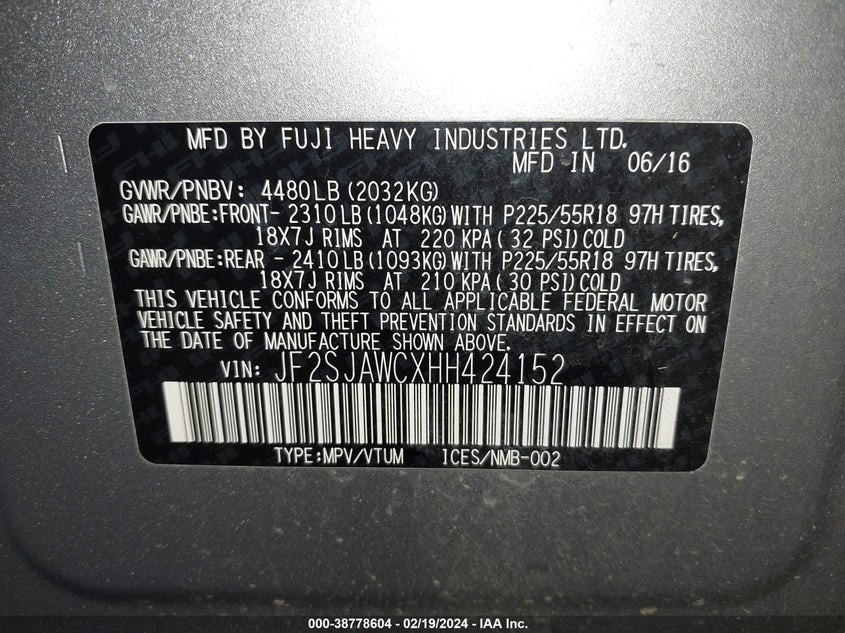 MFD BY FUJI HEAVY INDUSTRIES LTD.
MFD IN 06/16
GVWR/PNBV: 4480LB (2032KG)
GAWR/PNBE:FRONT- 2310LB (1048KG) WITH P225/55R18 97H TIRES,
18X7J RIMS AT 220 KPA ( 32 PSI) COLD
GAWR/PNBE:REAR - 2410LB (1093KG) WITH P225/55R18 97H TIRES,
18X7J RIMS AT 210 KPA ( 30 PSI) COLD
THIS VEHICLE CONFORMS TO ALL APPLICABLE FEDERAL MOTOR
VEHICLE SAFETY AND THEFT PREVENTION STANDARDS IN EFFECT ON
THE DATE OF MANUFACTURE SHOWN ABOVE.
VIN: JF2SJAWCXHH424152
TYPE:MPV/VTUM ICES/NMB-002
000-38778604 - 02/19/2024 - IAA Inc.